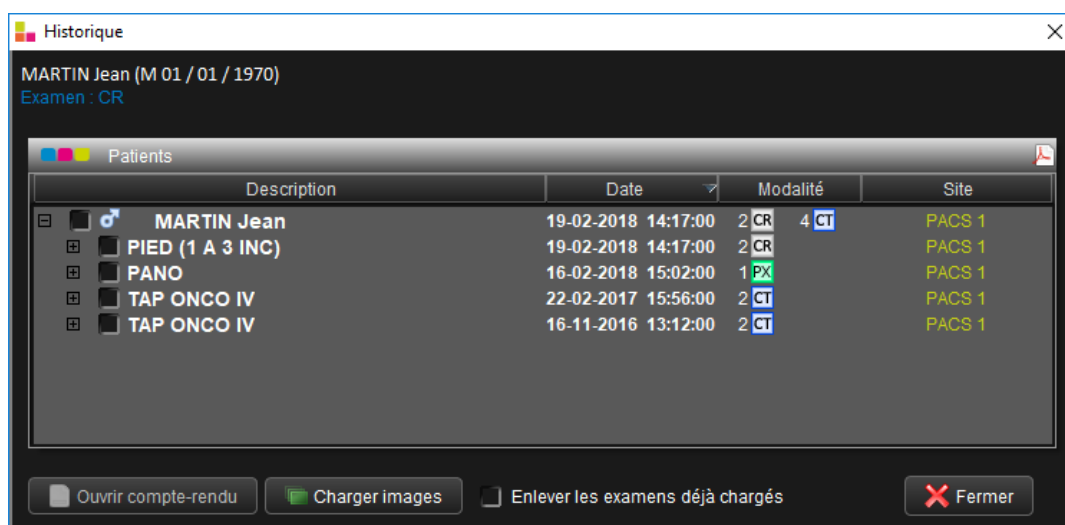 Historique
MARTIN Jean (M 01 / 01 / 1970)
Examen : CR
Patients
Description Date Modalité Site
MARTIN Jean 19-02-2018 14:17:00 2 CR 4 CT PACS 1
PIED (1 A 3 INC) 19-02-2018 14:17:00 2 CR PACS 1
PANO 16-02-2018 15:02:00 1 PX PACS 1
TAP ONCO IV 22-02-2017 15:56:00 2 CT PACS 1
TAP ONCO IV 16-11-2016 13:12:00 2 CT PACS 1
Ouvrir compte-rendu Charger images Enlever les examens déjà chargés Fermer